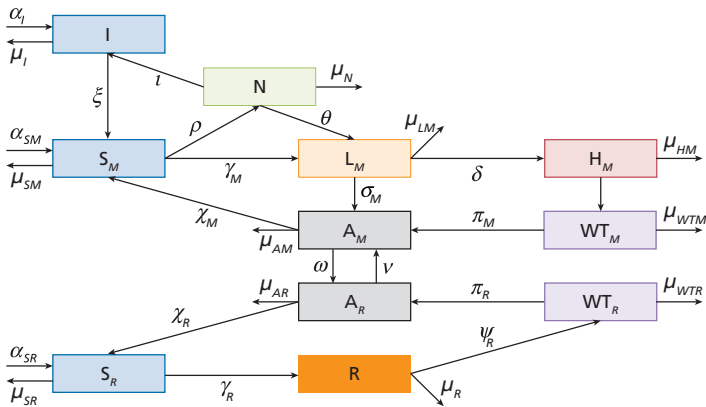 α_I
I
μ_I
ι
N
μ_N
ξ
ρ
θ
μ_LM
α_SM
S_M
μ_SM
γ_M
L_M
δ
H_M
μ_HM
σ_M
χ_M
μ_AM
A_M
π_M
WT_M
μ_WTM
ω
ν
μ_AR
A_R
π_R
WT_R
μ_WTR
χ_R
ψ_R
α_SR
S_R
μ_SR
γ_R
R
μ_R